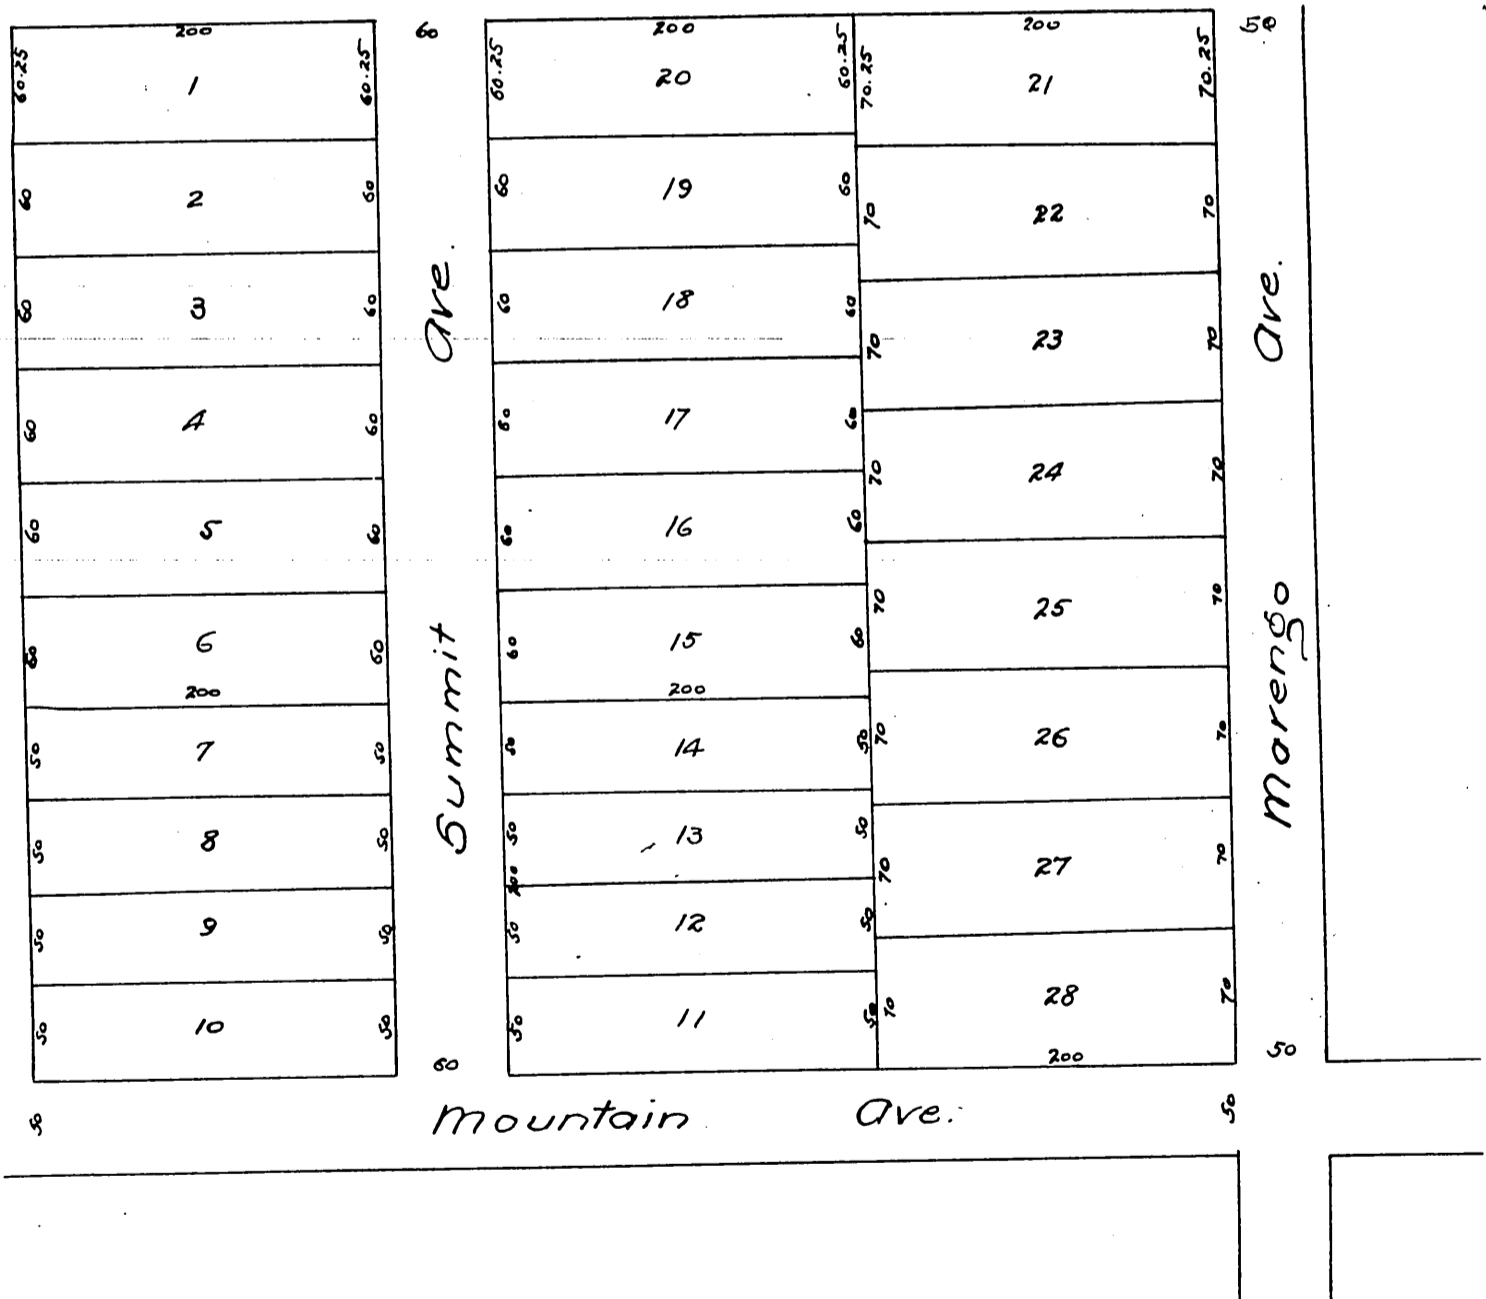 200 60 200 200 50
60.25 1 60.25 60.25 20 60.25 70.25 21 70.25
60 2 60 60 19 60 70 22 70
60 3 60 60 18 60 70 23 70
60 4 60 60 17 60 70 24 70
60 5 60 60 16 60 70 25 70
60 6 60 60 15 60
200 200
50 7 50 50 14 50 70 26 70
50 8 50 50 13 50 70 27 70
200
50 9 50 50 12 50
50 10 50 50 11 50 70 28 70
60 200 50
Summit Ave.
Marengo Ave.
50 Mountain Ave. 50